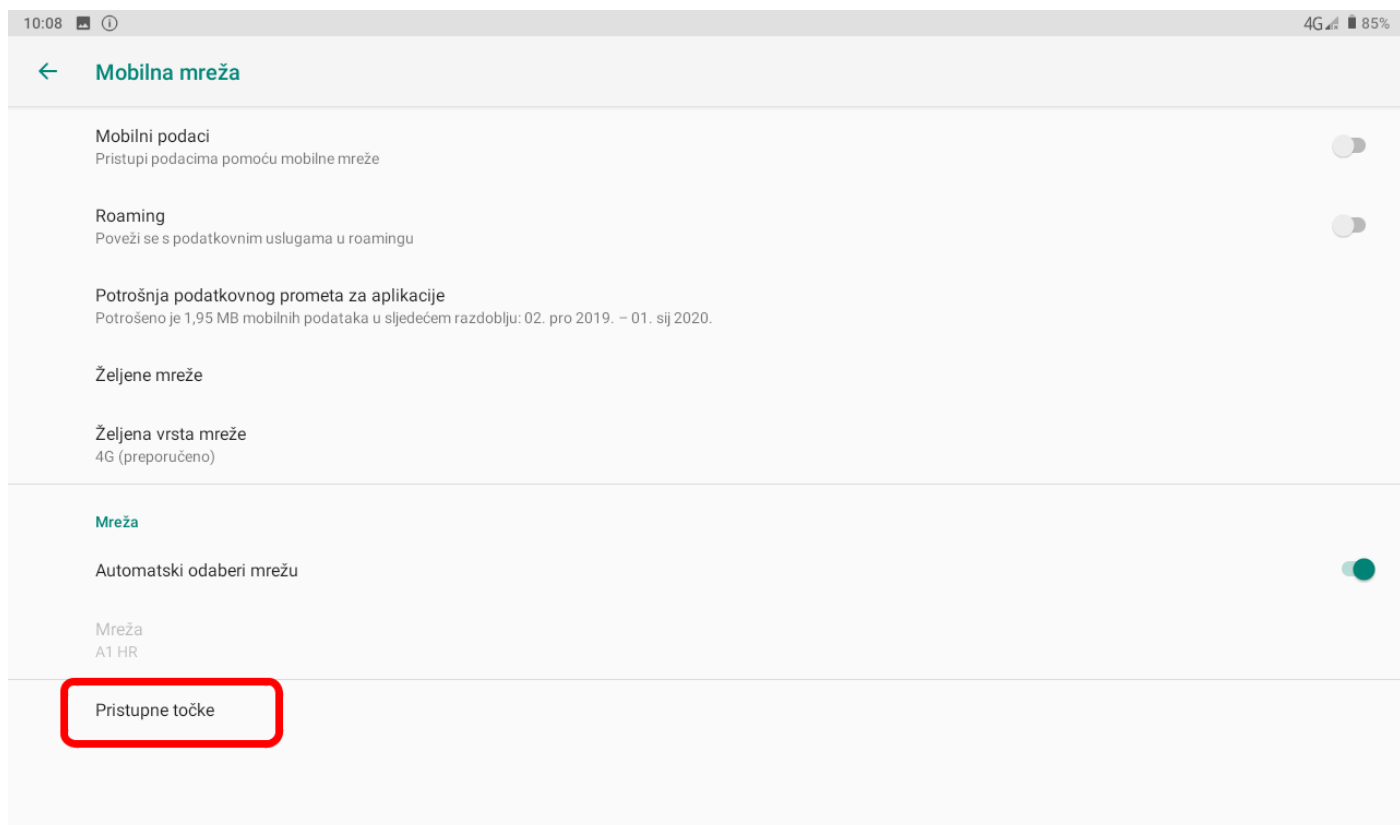 10:08
4G 85%
Mobilna mreža
Mobilni podaci
Pristupi podacima pomoću mobilne mreže
Roaming
Poveži se s podatkovnim uslugama u roamingu
Potrošnja podatkovnog prometa za aplikacije
Potrošeno je 1,95 MB mobilnih podataka u sljedećem razdoblju: 02. pro 2019. – 01. sij 2020.
Željene mreže
Željena vrsta mreže
4G (preporučeno)
Mreža
Automatski odaberi mrežu
Mreža
A1 HR
Pristupne točke